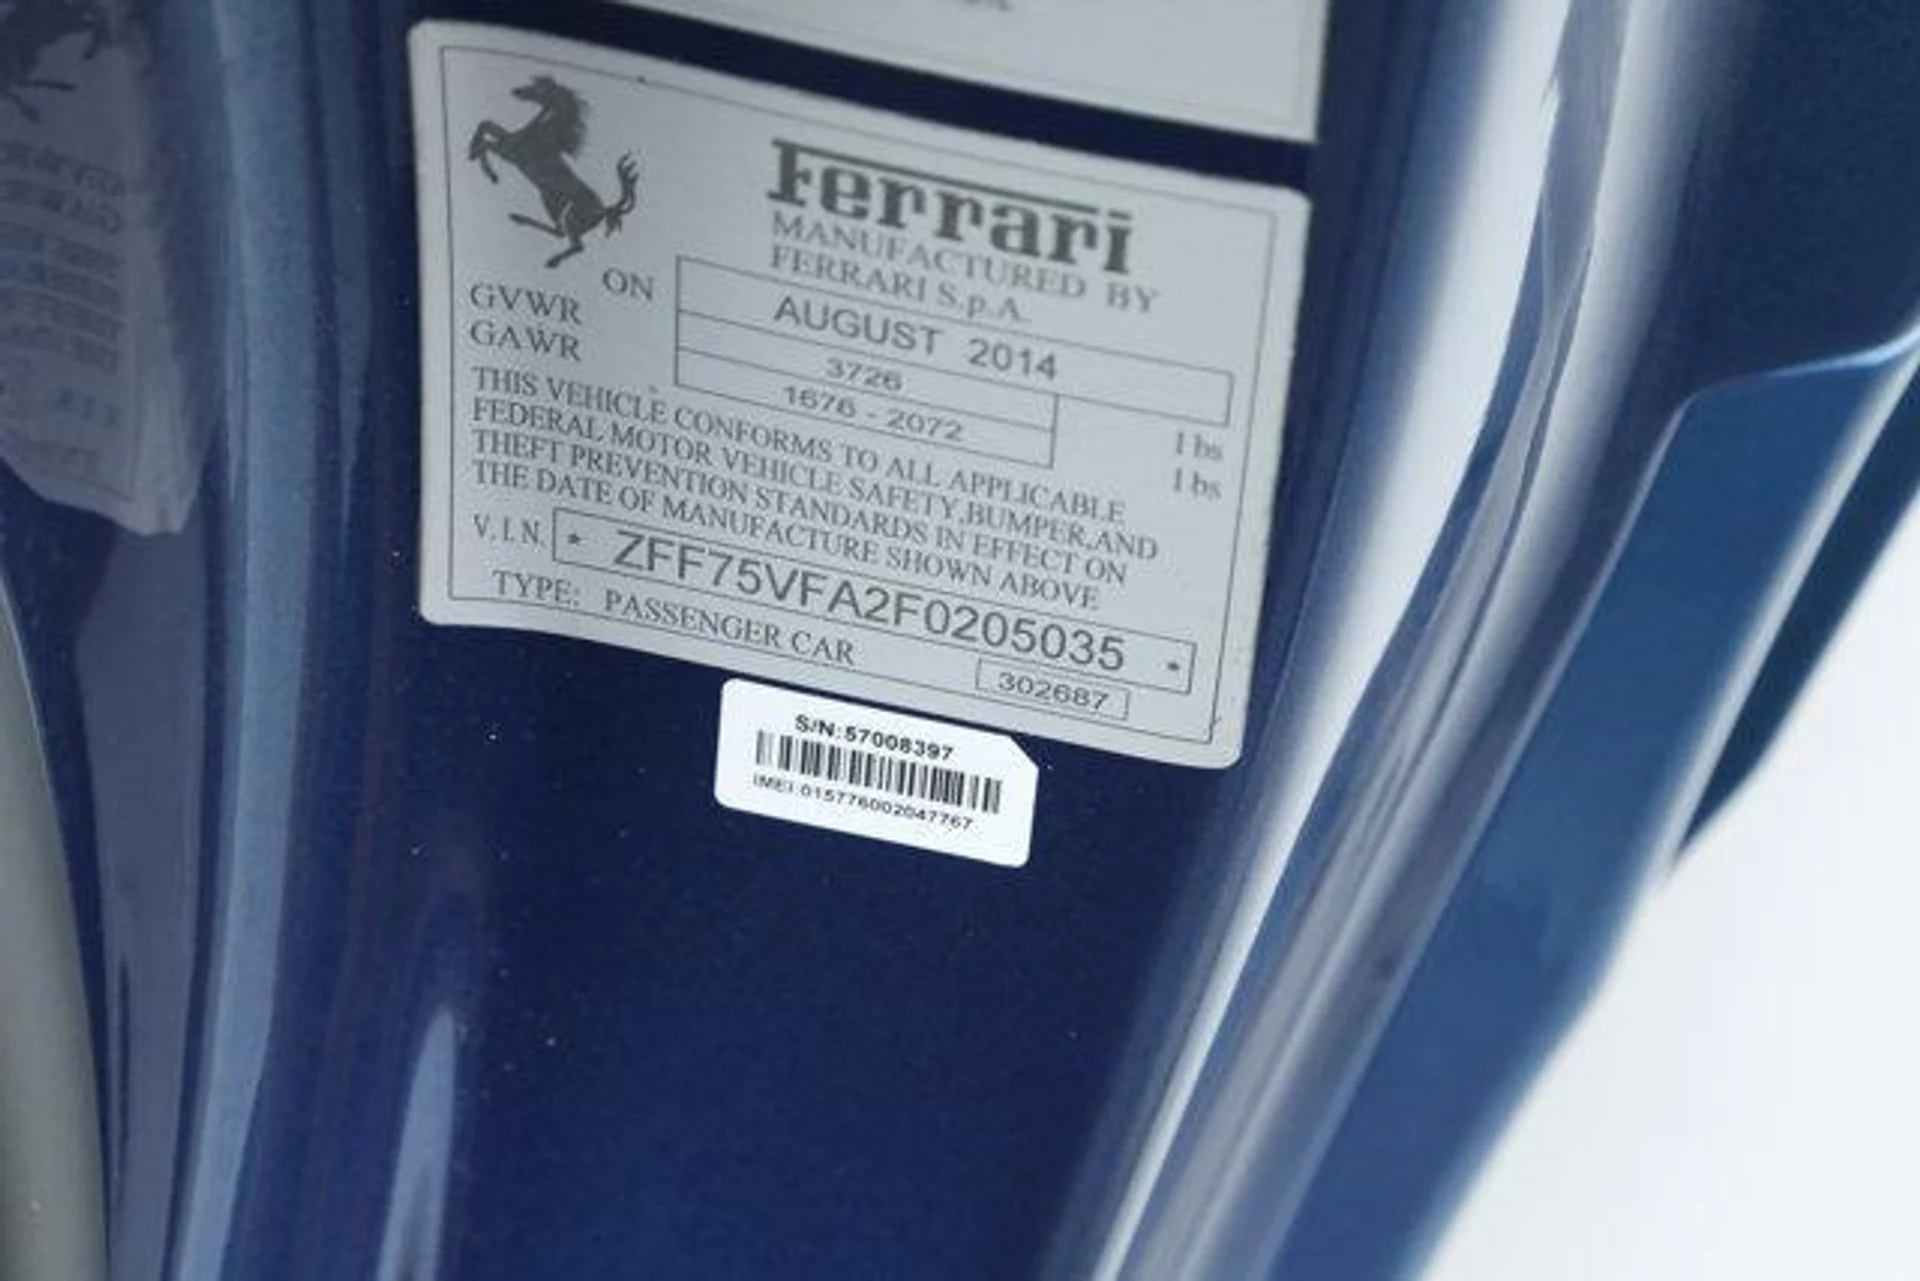 Ferrari
MANUFACTURED BY
FERRARI S.p.A.
ON AUGUST 2014
GVWR 3726 lbs
GAWR 1676 - 2072 lbs
THIS VEHICLE CONFORMS TO ALL APPLICABLE
FEDERAL MOTOR VEHICLE SAFETY,BUMPER,AND
THEFT PREVENTION STANDARDS IN EFFECT ON
THE DATE OF MANUFACTURE SHOWN ABOVE
V.I.N. * ZFF75VFA2F0205035 *
TYPE: PASSENGER CAR 302687
S/N:57008397
IMEI:015776002047767